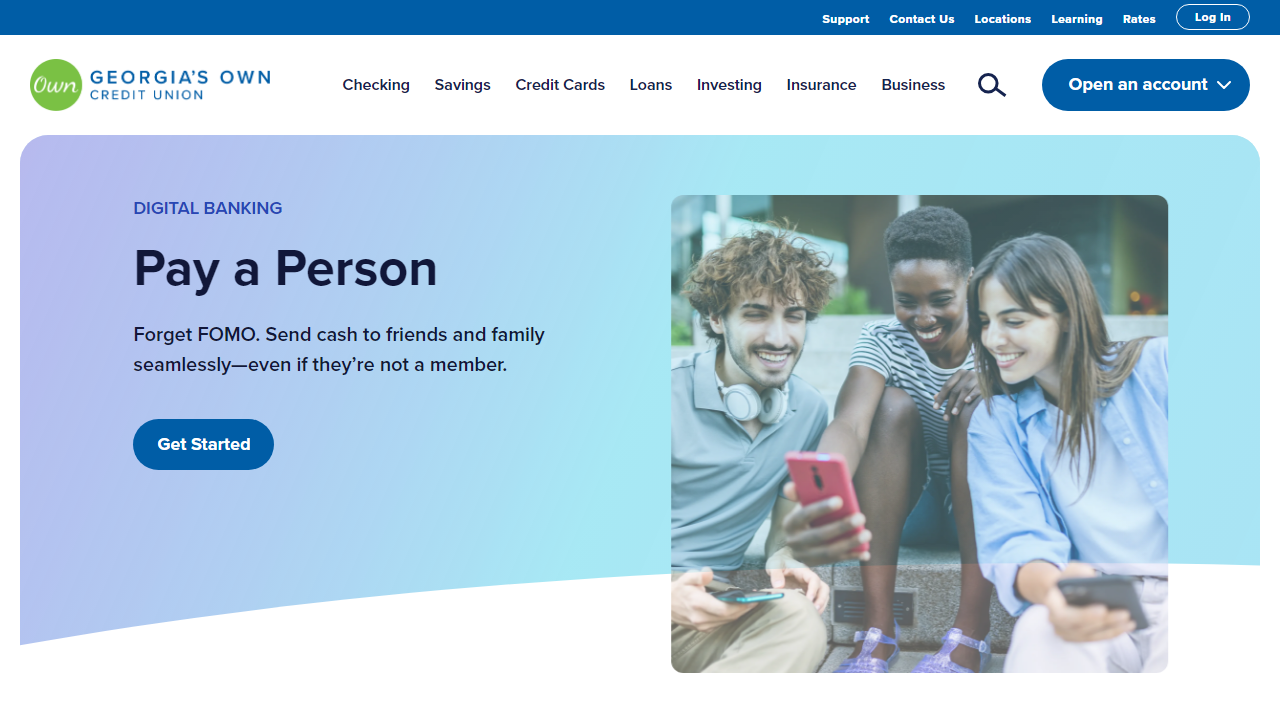 Support Contact Us Locations Learning Rates Log In
Own GEORGIA'S OWN
CREDIT UNION
Checking Savings Credit Cards Loans Investing Insurance Business Open an account
DIGITAL BANKING
Pay a Person
Forget FOMO. Send cash to friends and family
seamlessly—even if they’re not a member.
Get Started